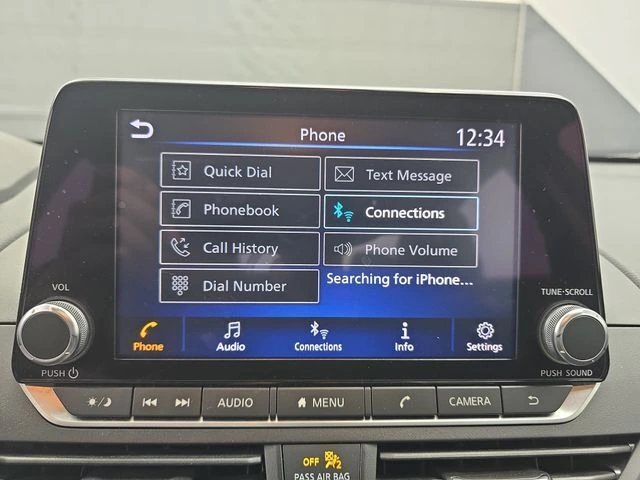 Phone
12:34
Quick Dial
Text Message
Phonebook
Connections
Call History
Phone Volume
Dial Number
Searching for iPhone...
VOL
TUNE·SCROLL
Phone
Audio
Connections
Info
Settings
PUSH
PUSH SOUND
AUDIO
MENU
CAMERA
OFF
2
PASS AIR BAG